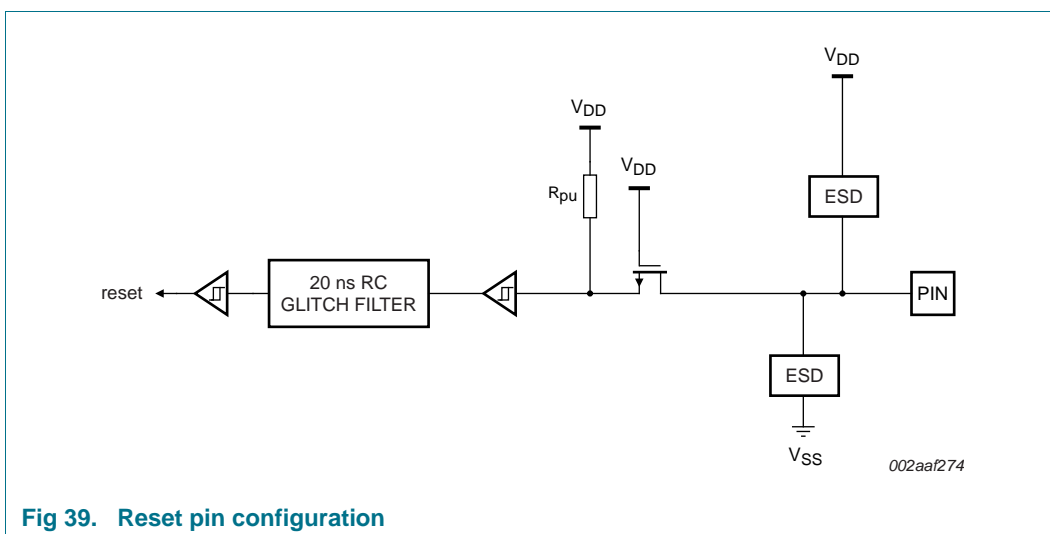 VDD
VDD
VDD
Rpu
ESD
reset
20 ns RC
GLITCH FILTER
PIN
ESD
VSS
002aaf274
Fig 39. Reset pin configuration